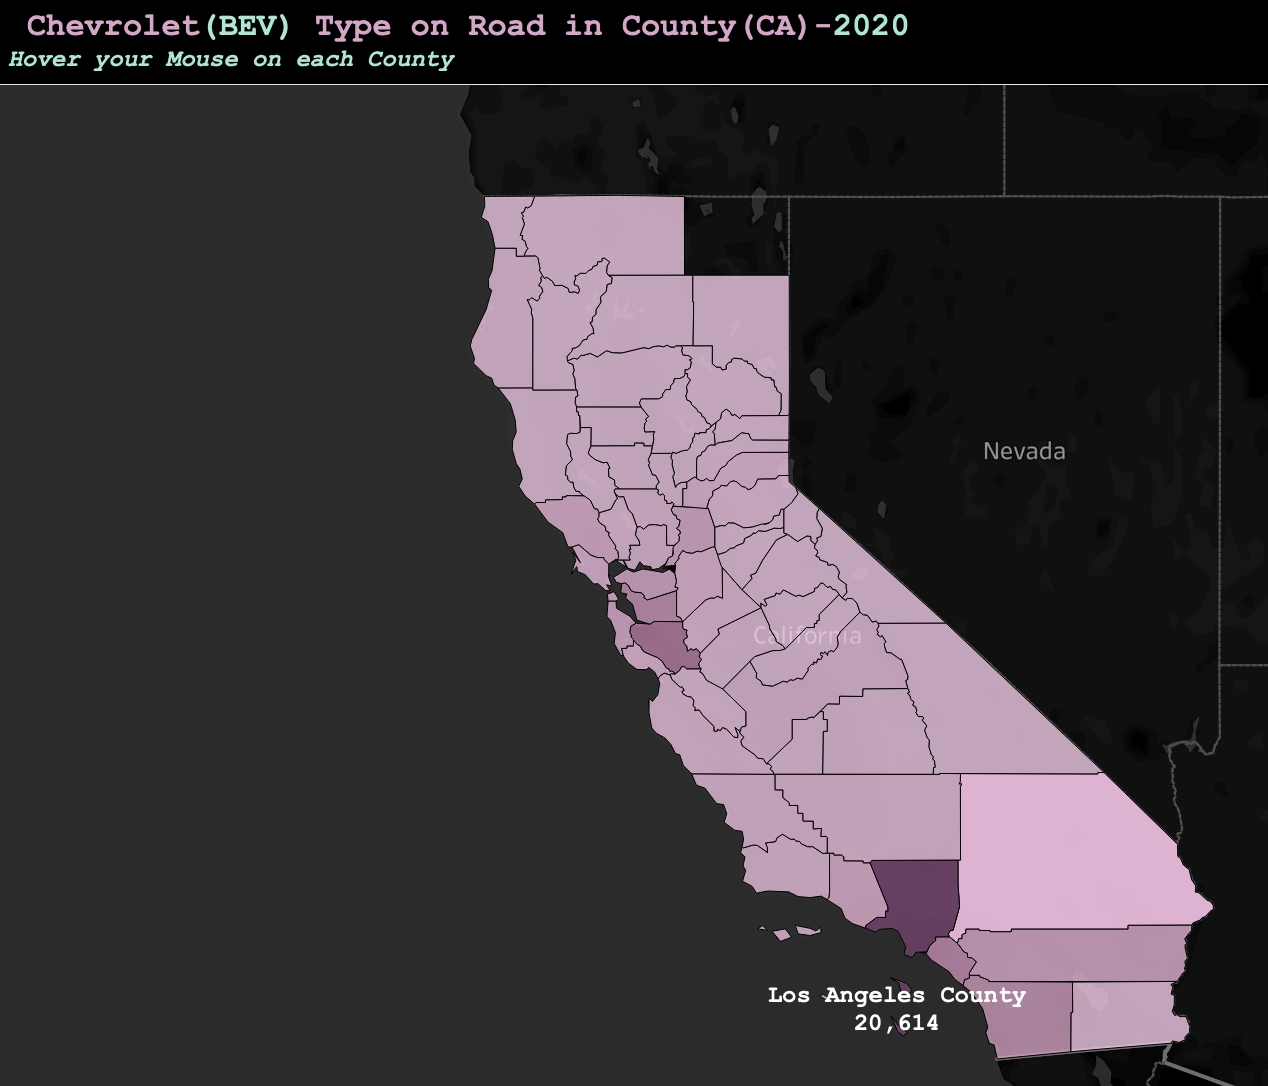 Chevrolet(BEV) Type on Road in County(CA)-2020
Hover your Mouse on each County
Nevada
California
Los Angeles County
20,614